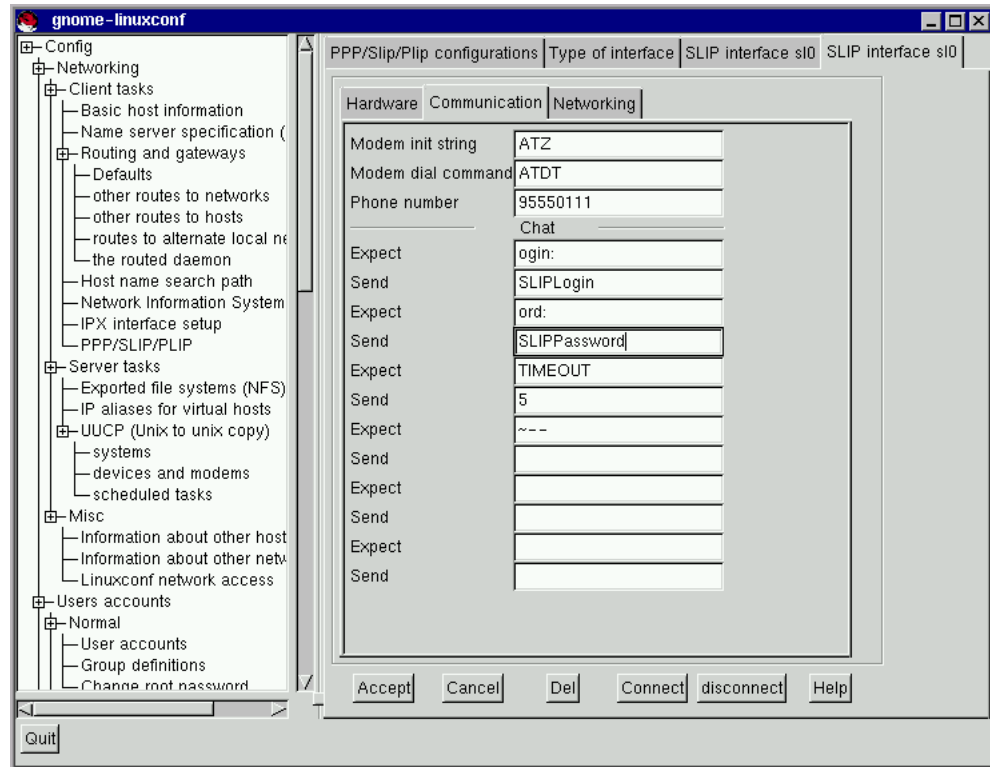 gnome-linuxconf
Config
Networking
Client tasks
Basic host information
Name server specification (
Routing and gateways
Defaults
other routes to networks
other routes to hosts
routes to alternate local ne
the routed daemon
Host name search path
Network Information System
IPX interface setup
PPP/SLIP/PLIP
Server tasks
Exported file systems (NFS)
IP aliases for virtual hosts
UUCP (Unix to unix copy)
systems
devices and modems
scheduled tasks
Misc
Information about other host
Information about other netw
Linuxconf network access
Users accounts
Normal
User accounts
Group definitions
Change root password
Quit
PPP/Slip/Plip configurations Type of interface SLIP interface sl0 SLIP interface sl0
Hardware Communication Networking
Modem init string ATZ
Modem dial command ATDT
Phone number 95550111
Chat
Expect ogin:
Send SLIPLogin
Expect ord:
Send SLIPPassword
Expect TIMEOUT
Send 5
Expect ~--
Send
Expect
Send
Expect
Send
Accept Cancel Del Connect disconnect Help